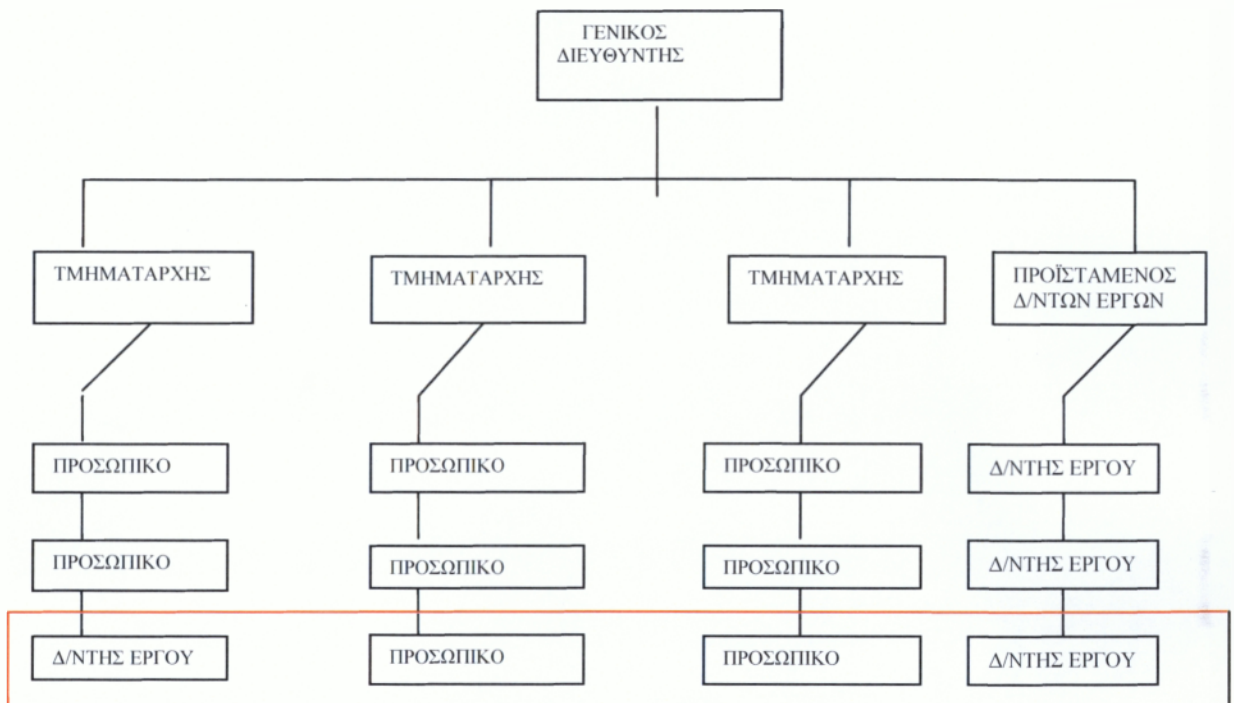 ΓΕΝΙΚΟΣ
ΔΙΕΥΘΥΝΤΗΣ
ΤΜΗΜΑΤΑΡΧΗΣ
ΤΜΗΜΑΤΑΡΧΗΣ
ΤΜΗΜΑΤΑΡΧΗΣ
ΠΡΟΪΣΤΑΜΕΝΟΣ
Δ/ΝΤΩΝ ΕΡΓΩΝ
ΠΡΟΣΩΠΙΚΟ
ΠΡΟΣΩΠΙΚΟ
ΠΡΟΣΩΠΙΚΟ
Δ/ΝΤΗΣ ΕΡΓΟΥ
ΠΡΟΣΩΠΙΚΟ
ΠΡΟΣΩΠΙΚΟ
ΠΡΟΣΩΠΙΚΟ
Δ/ΝΤΗΣ ΕΡΓΟΥ
Δ/ΝΤΗΣ ΕΡΓΟΥ
ΠΡΟΣΩΠΙΚΟ
ΠΡΟΣΩΠΙΚΟ
Δ/ΝΤΗΣ ΕΡΓΟΥ